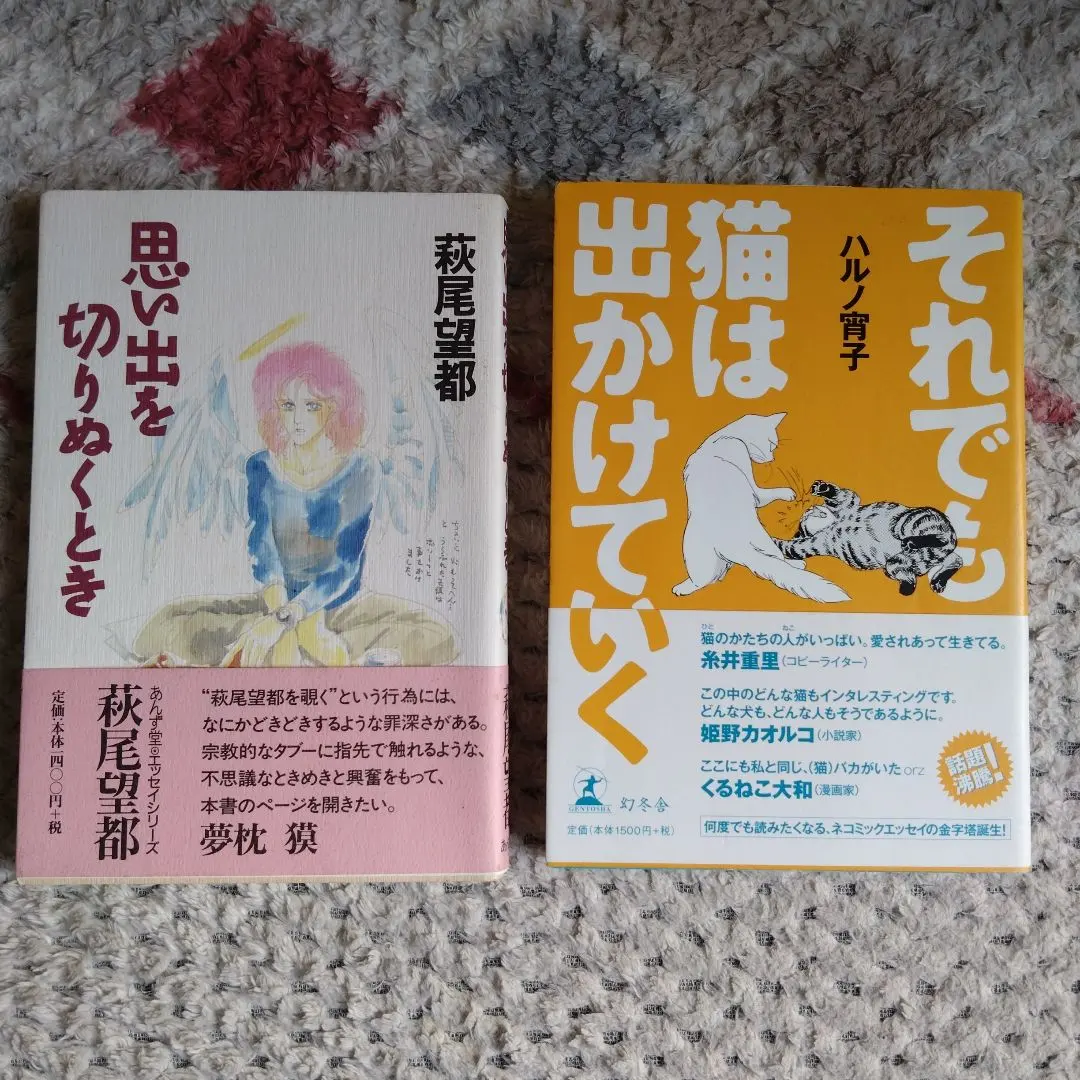 萩尾望都
思い出を
切りぬくとき
“萩尾望都を覗く”という行為には、
なにかどきどきするような罪深さがある。
宗教的なタブーに指先で触れるような、
不思議なときめきと興奮をもって、
本書のページを開きたい。
夢枕 獏
あんず堂◎エッセイシリーズ
萩尾望都
定価・本体一四〇〇円+税
それでも
猫は
出かけていく
ハルノ宵子
ひと ねこ
猫のかたちの人がいっぱい。愛されあって生きてる。
糸井重里(コピーライター)
この中のどんな猫もインタレスティングです。
どんな犬も、どんな人もそうであるように。
姫野カオルコ(小説家)
ここにも私と同じ、(猫)バカがいた orz
くるねこ大和(漫画家)
話題
沸騰!
GENTOSHA
幻冬舎
定価(本体1500円+税)
何度でも読みたくなる、ネコミックエッセイの金字塔誕生!